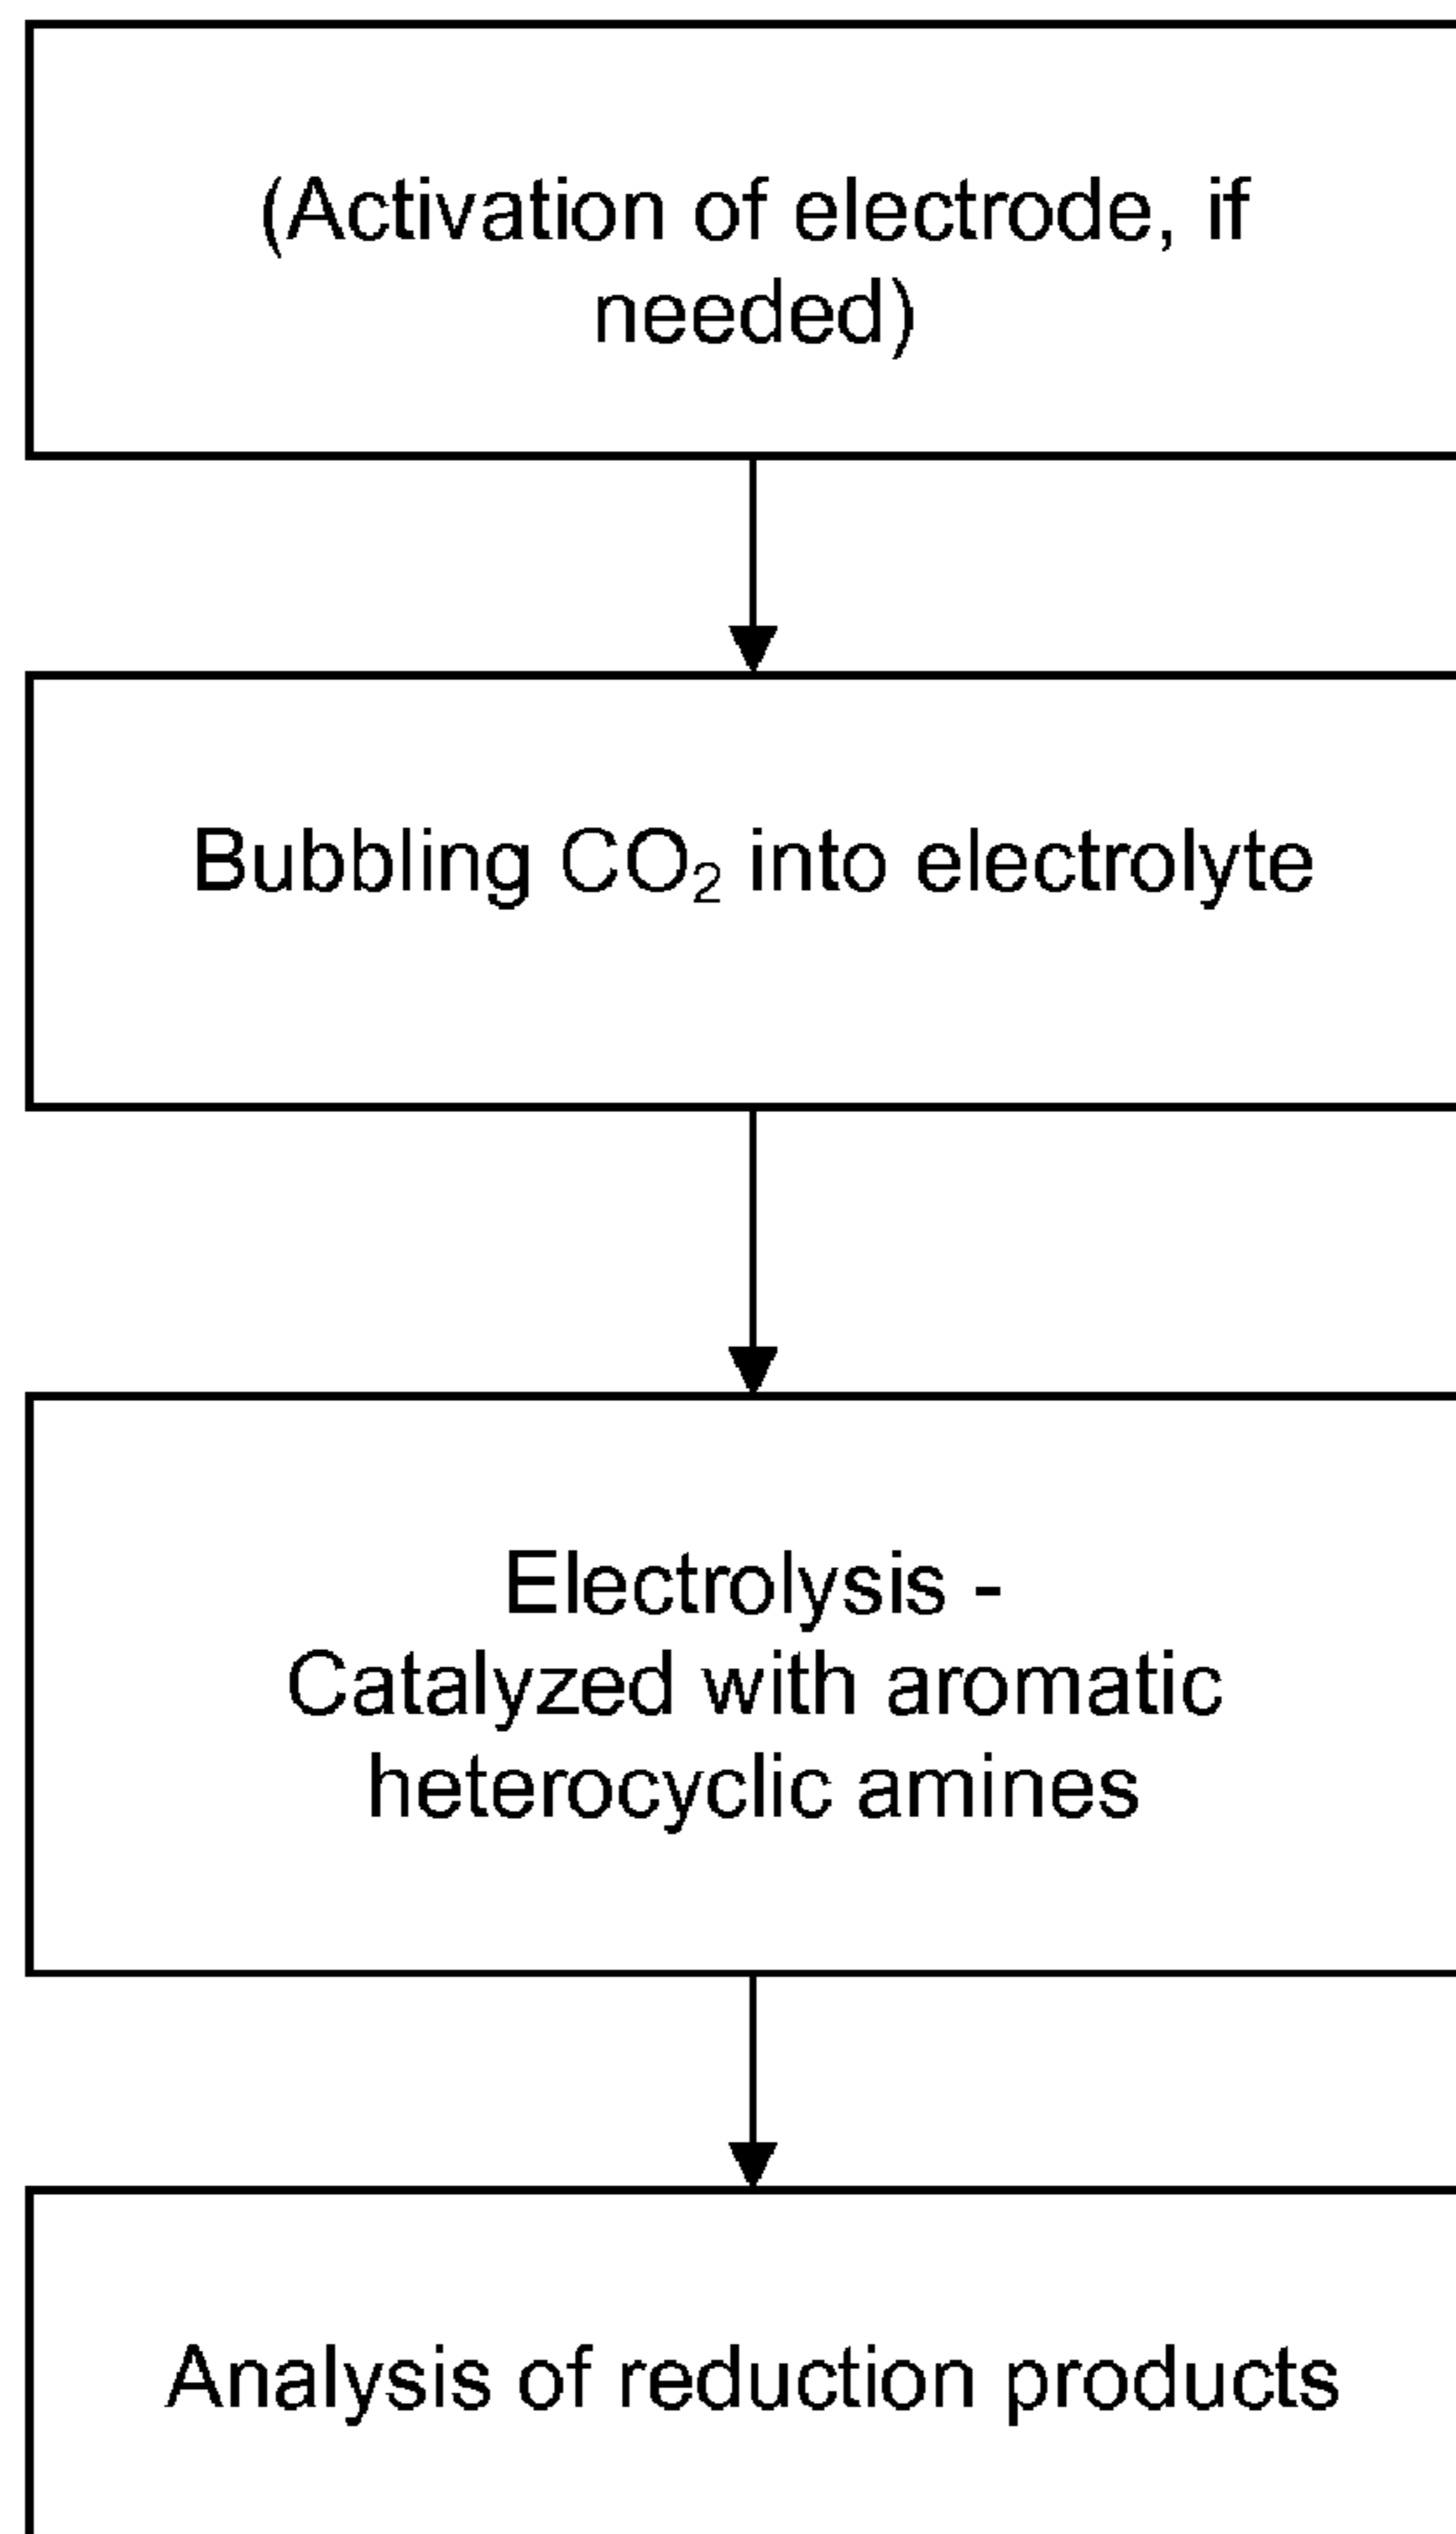 (Activation of electrode, if
needed)
Bubbling CO₂ into electrolyte
Electrolysis -
Catalyzed with aromatic
heterocyclic amines
Analysis of reduction products